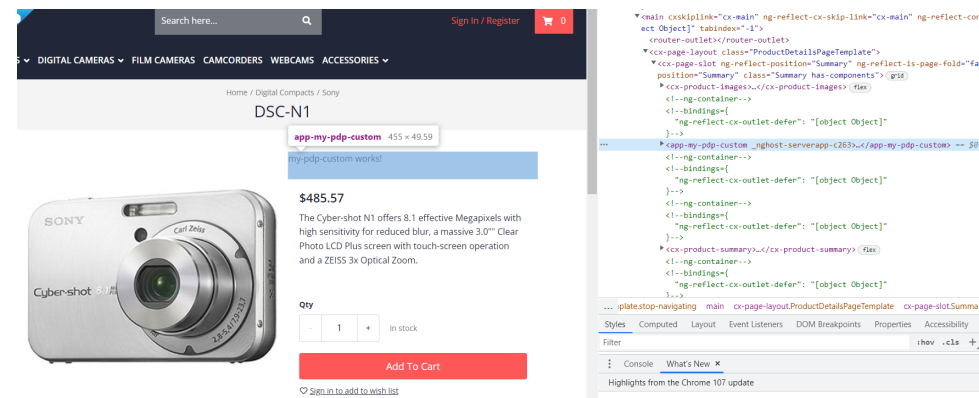 Search here...
Sign In / Register
0
DIGITAL CAMERAS
FILM CAMERAS
CAMCORDERS
WEBCAMS
ACCESSORIES
Home / Digital Compacts / Sony
DSC-N1
app-my-pdp-custom 455 × 49.59
my-pdp-custom works!
$485.57
The Cyber-shot N1 offers 8.1 effective Megapixels with
high sensitivity for reduced blur, a massive 3.0"" Clear
Photo LCD Plus screen with touch-screen operation
and a ZEISS 3x Optical Zoom.
Qty
- 1 + In stock
Add To Cart
Sign in to add to wish list
SONY
Carl Zeiss
Cyber-shot
2,8-5,4/7,9-23,7
<main cxskiplink="cx-main" ng-reflect-cx-skip-link="cx-main" ng-reflect-con
ect Object]" tabindex="-1">
<router-outlet></router-outlet>
<cx-page-layout class="ProductDetailsPageTemplate">
<cx-page-slot ng-reflect-position="Summary" ng-reflect-is-page-fold="fa
position="Summary" class="Summary has-components"> grid
<cx-product-images>…</cx-product-images> flex
<!--ng-container-->
<!--bindings={
"ng-reflect-cx-outlet-defer": "[object Object]"
}-->
<app-my-pdp-custom _nghost-serverapp-c263>…</app-my-pdp-custom> == $0
<!--ng-container-->
<!--bindings={
"ng-reflect-cx-outlet-defer": "[object Object]"
}-->
<!--ng-container-->
<!--bindings={
"ng-reflect-cx-outlet-defer": "[object Object]"
}-->
<cx-product-summary>…</cx-product-summary> flex
<!--ng-container-->
<!--bindings={
"ng-reflect-cx-outlet-defer": "[object Object]"
}-->
... plate.stop-navigating main cx-page-layout.ProductDetailsPageTemplate cx-page-slot.Summa
Styles Computed Layout Event Listeners DOM Breakpoints Properties Accessibility
Filter :hov .cls +
Console What's New ×
Highlights from the Chrome 107 update